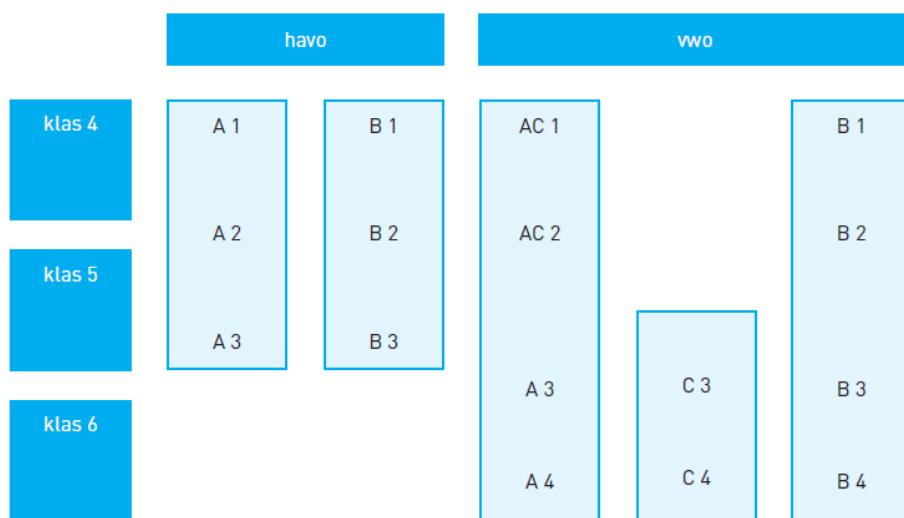 havo vwo
klas 4 A 1 B 1 AC 1 B 1
A 2 B 2 AC 2 B 2
klas 5
A 3 B 3
A 3 C 3 B 3
klas 6
A 4 C 4 B 4